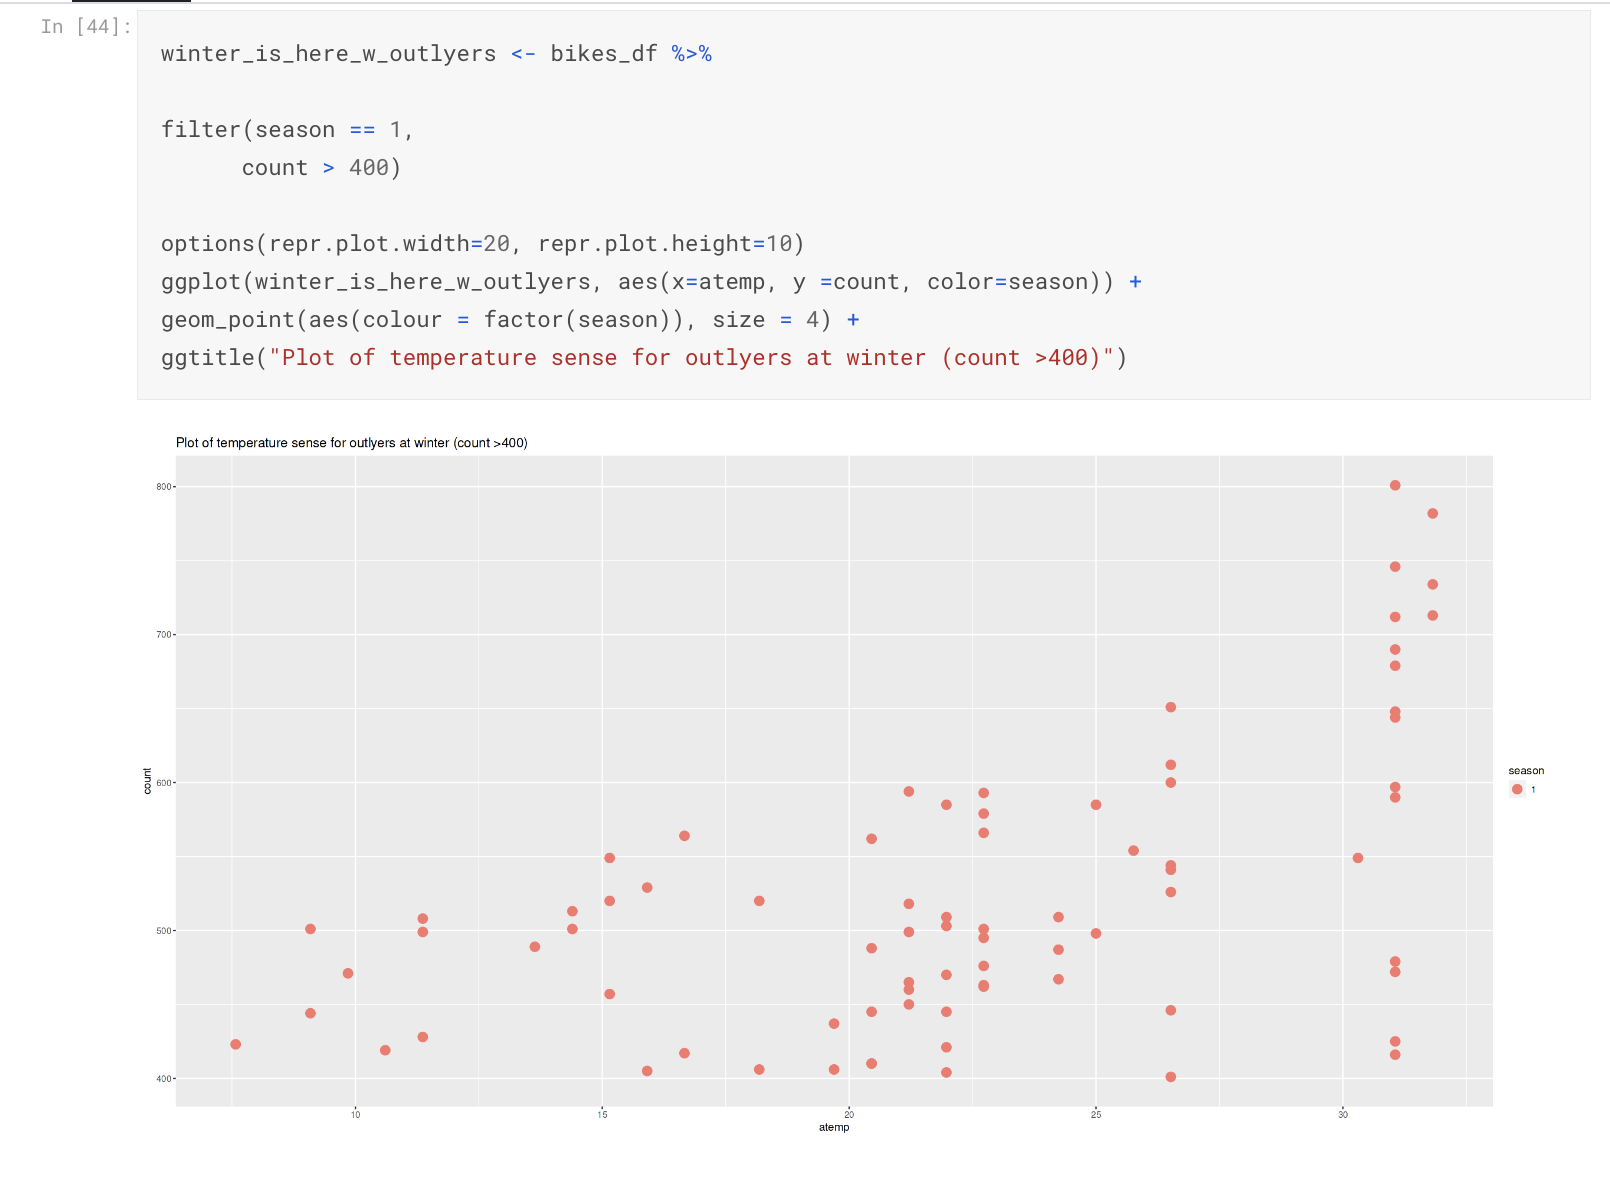 In [44]:
winter_is_here_w_outlyers <- bikes_df %>%
filter(season == 1,
count > 400)
options(repr.plot.width=20, repr.plot.height=10)
ggplot(winter_is_here_w_outlyers, aes(x=atemp, y =count, color=season)) +
geom_point(aes(colour = factor(season)), size = 4) +
ggtitle("Plot of temperature sense for outlyers at winter (count >400)")
Plot of temperature sense for outlyers at winter (count >400)
800
700
600
500
400
count
10 15 20 25 30
atemp
season
1